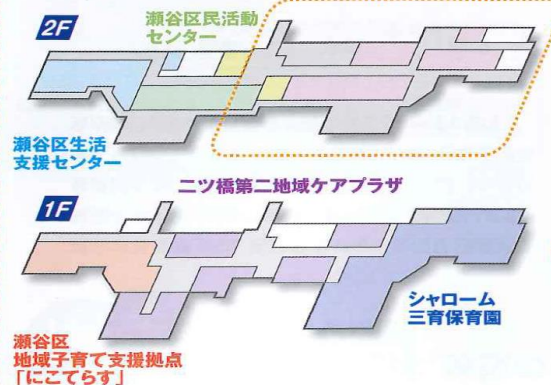 2F
瀬谷区民活動
センター
瀬谷区生活
支援センター
二ツ橋第二地域ケアプラザ
1F
シャローム
三育保育園
瀬谷区
地域子育て支援拠点
「にこてらす」